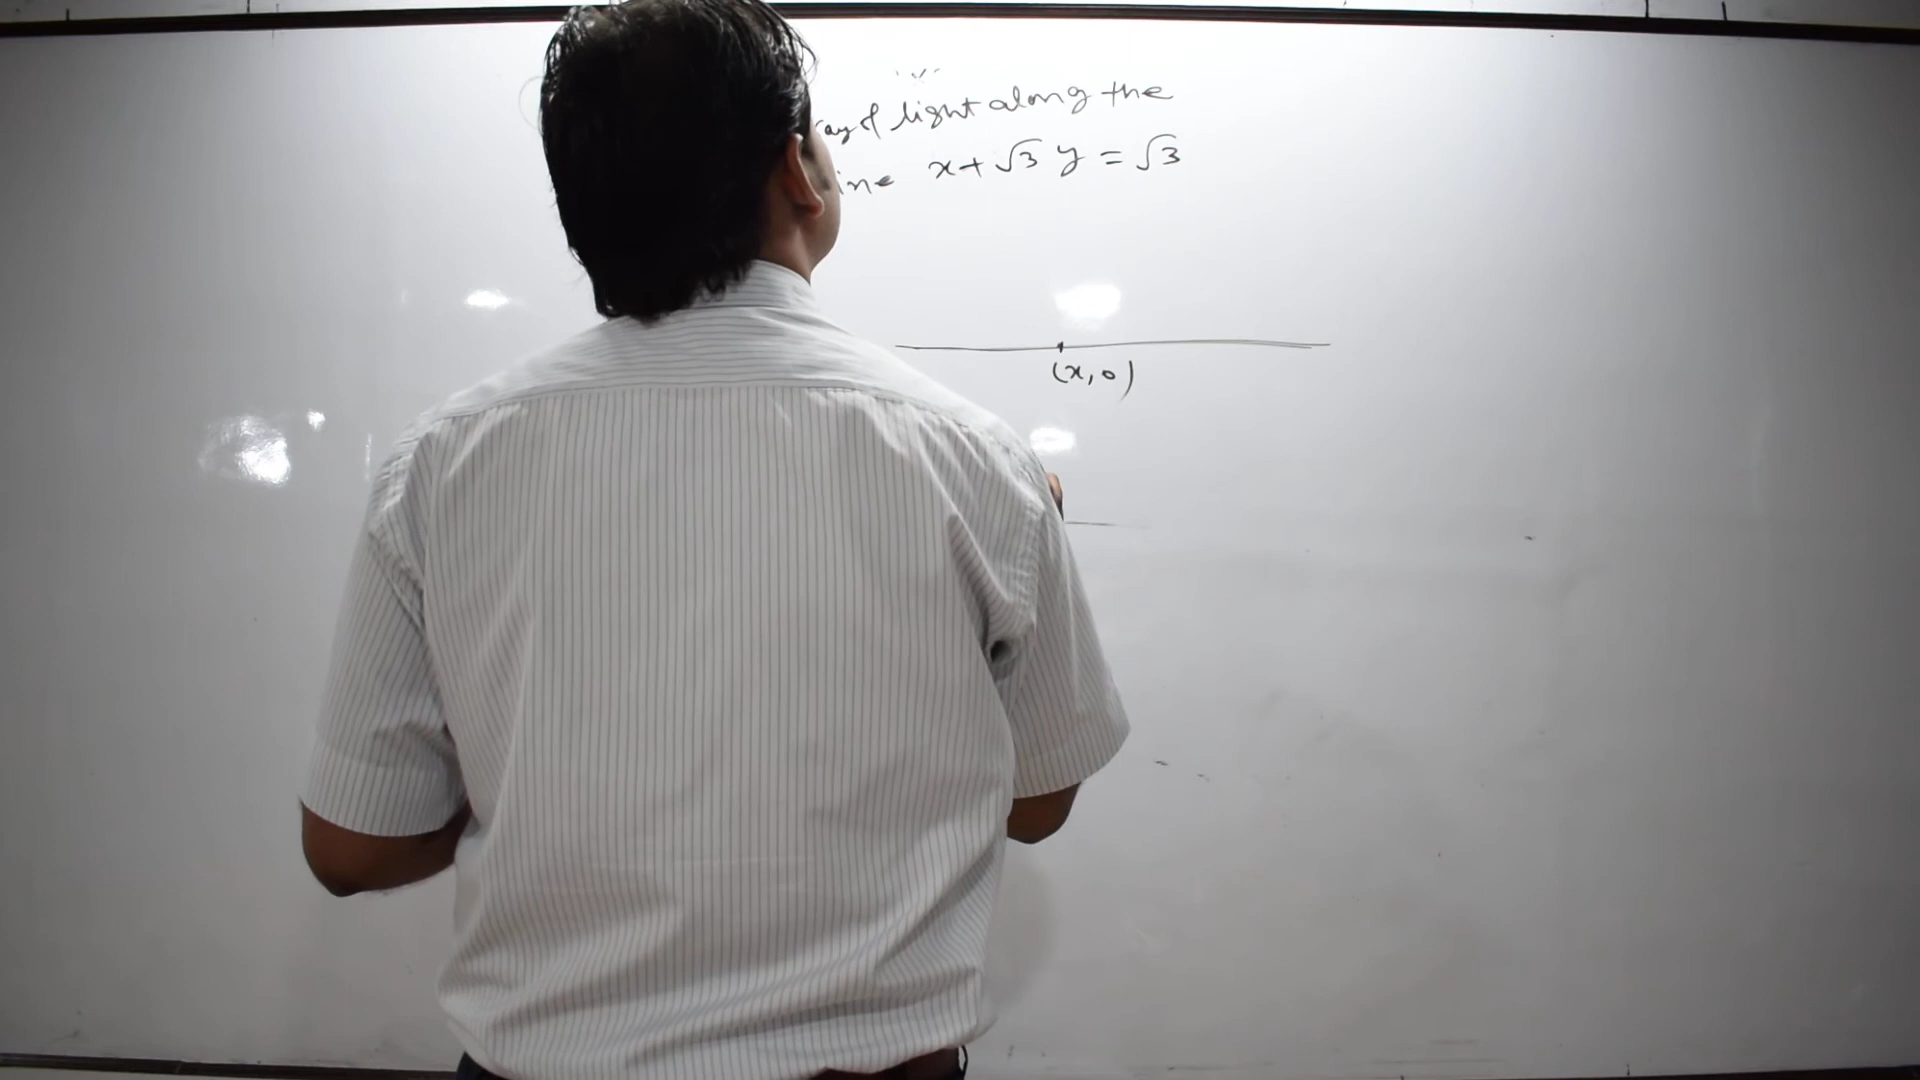 ray of light along the
ine x + √3 y = √3
(x, 0)